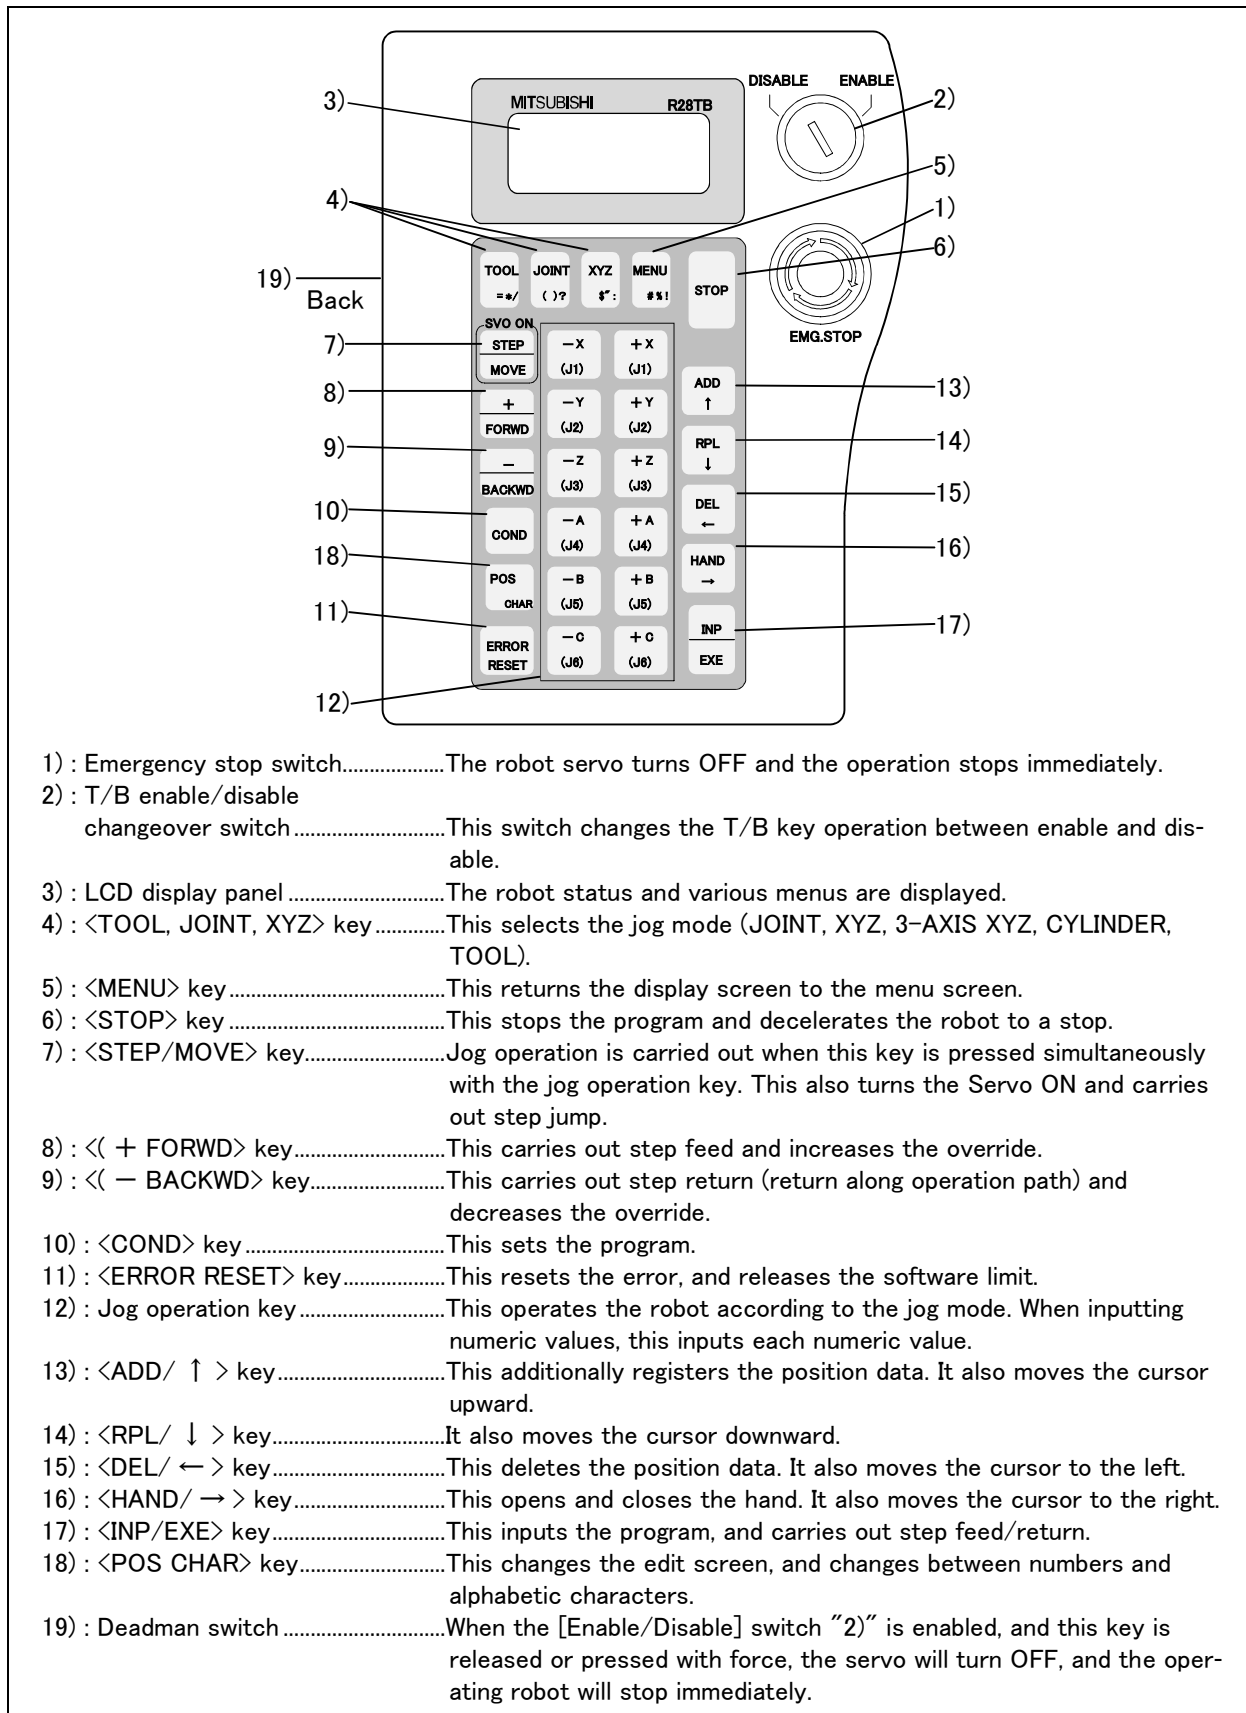 DISABLE ENABLE
3) MITSUBISHI R28TB 2)
5)
4) 1)
6)
19) TOOL JOINT XYZ MENU STOP
Back =*/ ( )? $": #%!
SVO ON EMG.STOP
7) STEP −X +X
MOVE (J1) (J1)
8) ADD 13)
+ −Y +Y ↑
FORWD (J2) (J2)
9) RPL 14)
− −Z +Z ↓
BACKWD (J3) (J3)
10) DEL 15)
COND −A +A ←
(J4) (J4)
18) HAND 16)
POS −B +B →
CHAR (J5) (J5)
11) INP 17)
ERROR −C +C
RESET (J6) (J6) EXE
12)
1) : Emergency stop switch...................The robot servo turns OFF and the operation stops immediately.
2) : T/B enable/disable
changeover switch ............................This switch changes the T/B key operation between enable and dis-
able.
3) : LCD display panel .............................The robot status and various menus are displayed.
4) : <TOOL, JOINT, XYZ> key.............This selects the jog mode (JOINT, XYZ, 3-AXIS XYZ, CYLINDER,
TOOL).
5) : <MENU> key........................................This returns the display screen to the menu screen.
6) : <STOP> key ........................................This stops the program and decelerates the robot to a stop.
7) : <STEP/MOVE> key..........................Jog operation is carried out when this key is pressed simultaneously
with the jog operation key. This also turns the Servo ON and carries
out step jump.
8) : <( + FORWD> key............................This carries out step feed and increases the override.
9) : <( − BACKWD> key.........................This carries out step return (return along operation path) and
decreases the override.
10) : <COND> key.....................................This sets the program.
11) : <ERROR RESET> key...................This resets the error, and releases the software limit.
12) : Jog operation key...........................This operates the robot according to the jog mode. When inputting
numeric values, this inputs each numeric value.
13) : <ADD/ ↑ > key...............................This additionally registers the position data. It also moves the cursor
upward.
14) : <RPL/ ↓ > key................................It also moves the cursor downward.
15) : <DEL/ ← > key................................This deletes the position data. It also moves the cursor to the left.
16) : <HAND/ → > key............................This opens and closes the hand. It also moves the cursor to the right.
17) : <INP/EXE> key................................This inputs the program, and carries out step feed/return.
18) : <POS CHAR> key...........................This changes the edit screen, and changes between numbers and
alphabetic characters.
19) : Deadman switch ..............................When the [Enable/Disable] switch "2)" is enabled, and this key is
released or pressed with force, the servo will turn OFF, and the oper-
ating robot will stop immediately.